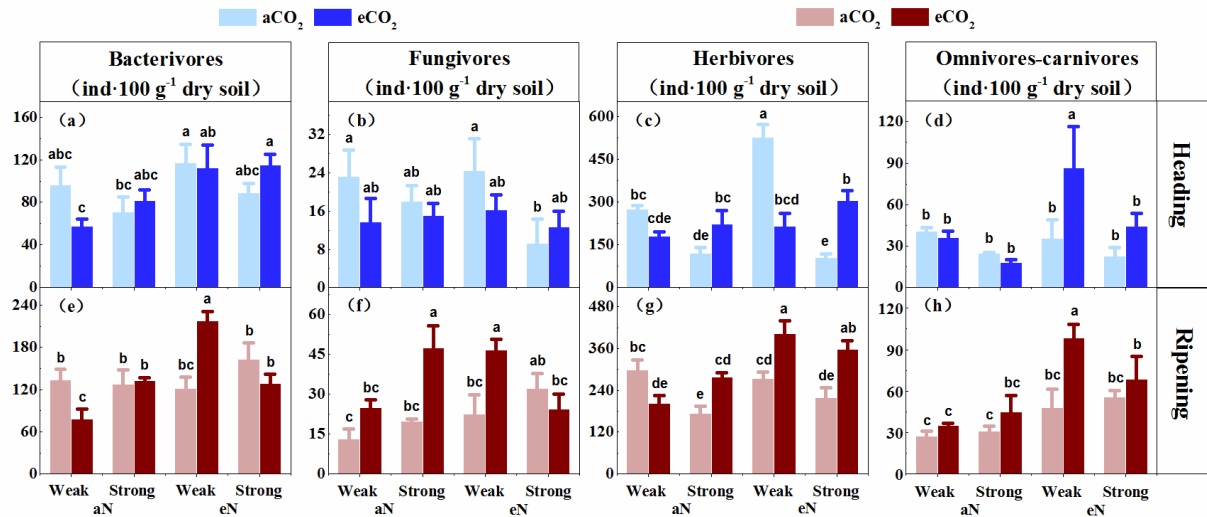 aCO2 eCO2 aCO2 eCO2
Bacterivores
(ind·100 g-1 dry soil)
Fungivores
(ind·100 g-1 dry soil)
Herbivores
(ind·100 g-1 dry soil)
Omnivores-carnivores
(ind·100 g-1 dry soil)
(a)
160
120
80
40
0
abc c bc abc a ab abc a
(b)
32
24
16
8
0
a ab ab ab a ab b ab
(c)
600
450
300
150
0
bc cde de bc a bcd e b
(d)
120
90
60
30
0
b b b b b a b b
Heading
(e)
240
180
120
60
0
b c b b bc a b b
(f)
60
45
30
15
0
c bc bc a bc a ab bc
(g)
480
360
240
120
0
bc de e cd cd a de ab
(h)
120
90
60
30
0
c c c bc bc a bc b
Ripening
Weak Strong Weak Strong
aN eN
Weak Strong Weak Strong
aN eN
Weak Strong Weak Strong
aN eN
Weak Strong Weak Strong
aN eN